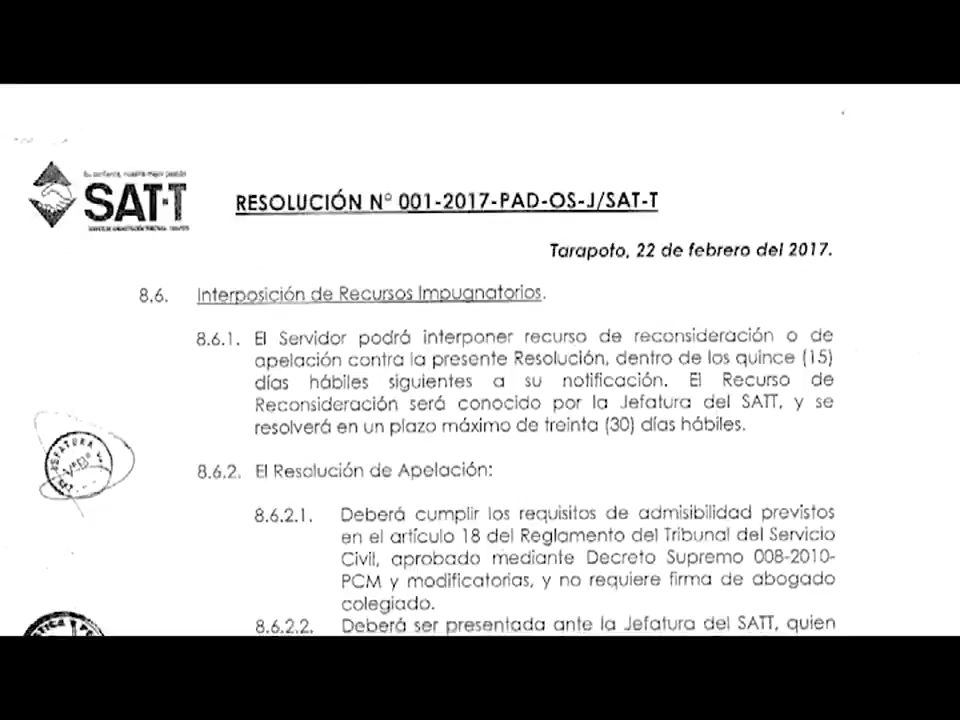 Su confianza, nuestro mejor premio
SAT-T
RESOLUCIÓN N° 001-2017-PAD-OS-J/SAT-T
Tarapoto, 22 de febrero del 2017.
8.6. Interposición de Recursos Impugnatorios.
8.6.1. El Servidor podrá interponer recurso de reconsideración o de
apelación contra la presente Resolución, dentro de los quince (15)
días hábiles siguientes a su notificación. El Recurso de
Reconsideración será conocido por la Jefatura del SATT, y se
resolverá en un plazo máximo de treinta (30) días hábiles.
JEFATURA
V°B°
8.6.2. El Resolución de Apelación:
8.6.2.1. Deberá cumplir los requisitos de admisibilidad previstos
en el artículo 18 del Reglamento del Tribunal del Servicio
Civil, aprobado mediante Decreto Supremo 008-2010-
PCM y modificatorias, y no requiere firma de abogado
colegiado.
8.6.2.2. Deberá ser presentada ante la Jefatura del SATT, quien